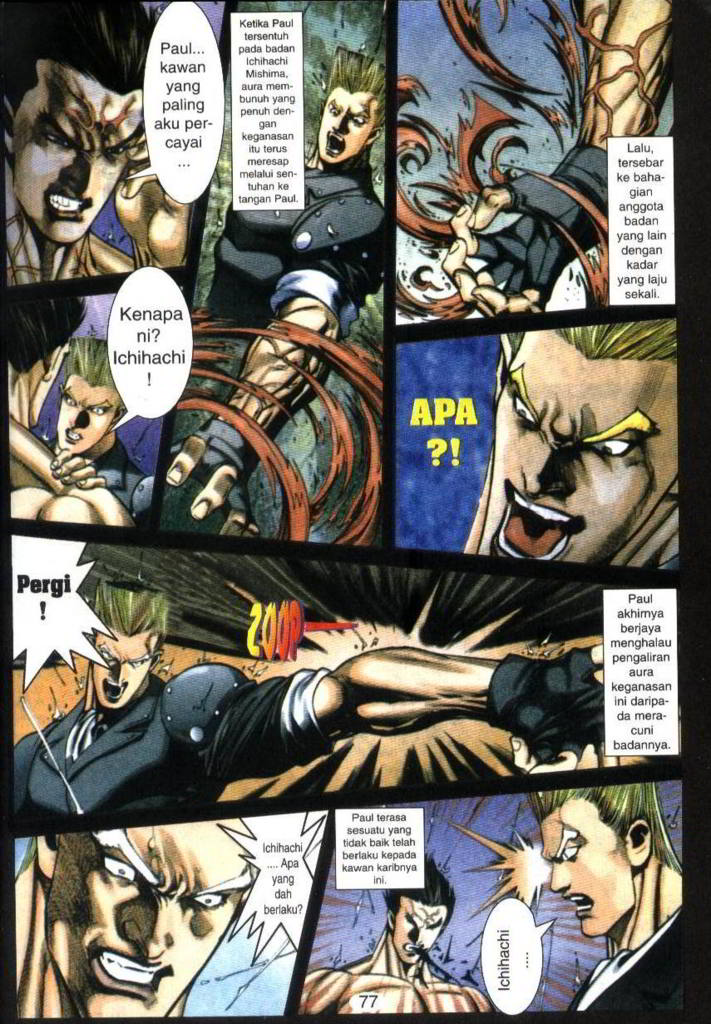 Paul...
kawan
yang
paling
aku per-
cayai
...
Ketika Paul
tersentuh
pada badan
Ichihachi
Mishima,
aura mem-
bunuh yang
penuh den-
gan
keganasan
itu terus
meresap
melalui sen-
tuhan ke
tangan Paul.
Lalu,
tersebar
ke baha-
gian
anggota
badan
yang lain
dengan
kadar
yang laju
sekali.
Kenapa
ni?
Ichihachi
!
APA
?!
Pergi
!
ZOOP
Paul
akhirnya
berjaya
menghalau
pengaliran
aura
keganasan
ini daripa-
da mera-
cuni
badannya.
Ichihachi
.... Apa
yang
dah
berlaku?
Paul terasa
sesuatu yang
tidak baik telah
berlaku kepada
kawan karibnya
ini.
Ichihachi
....
77